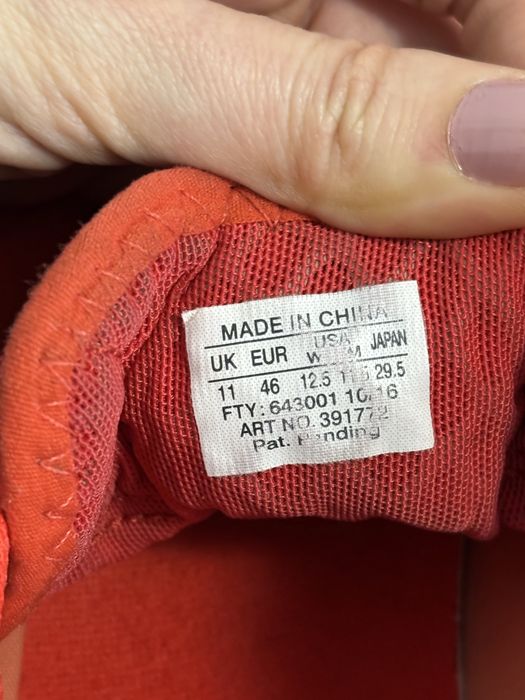 MADE IN CHINA
USA
UK EUR W M JAPAN
11 46 12.5 11.5 29.5
FTY: 643001 10/16
ART NO. 391772
Pat. Pending